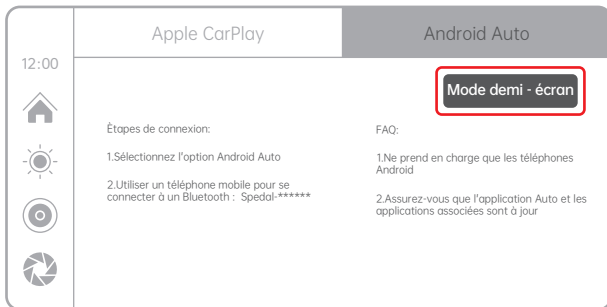 Apple CarPlay
Android Auto
12:00
Mode demi - écran
Étapes de connexion:
1.Sélectionnez l'option Android Auto
2.Utiliser un téléphone mobile pour se
connecter à un Bluetooth : Spedal-******
FAQ:
1.Ne prend en charge que les téléphones
Android
2.Assurez-vous que l'application Auto et les
applications associées sont à jour